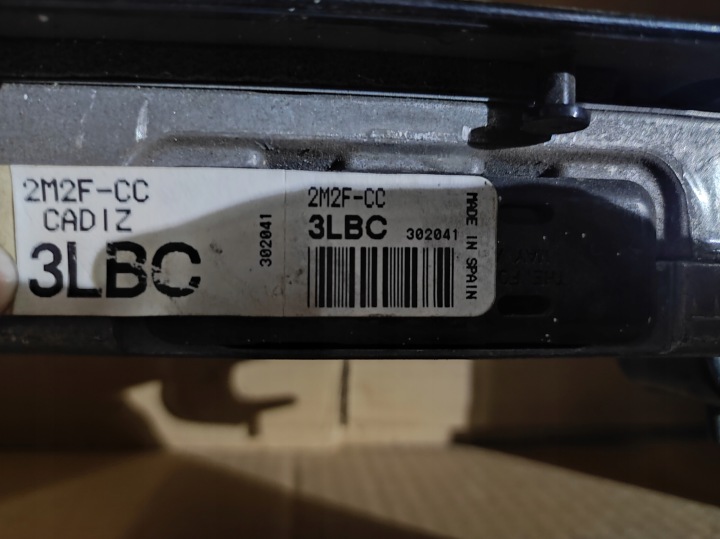 2M2F-CC
CADIZ
3LBC
302041
2M2F-CC
3LBC 302041
MADE IN SPAIN